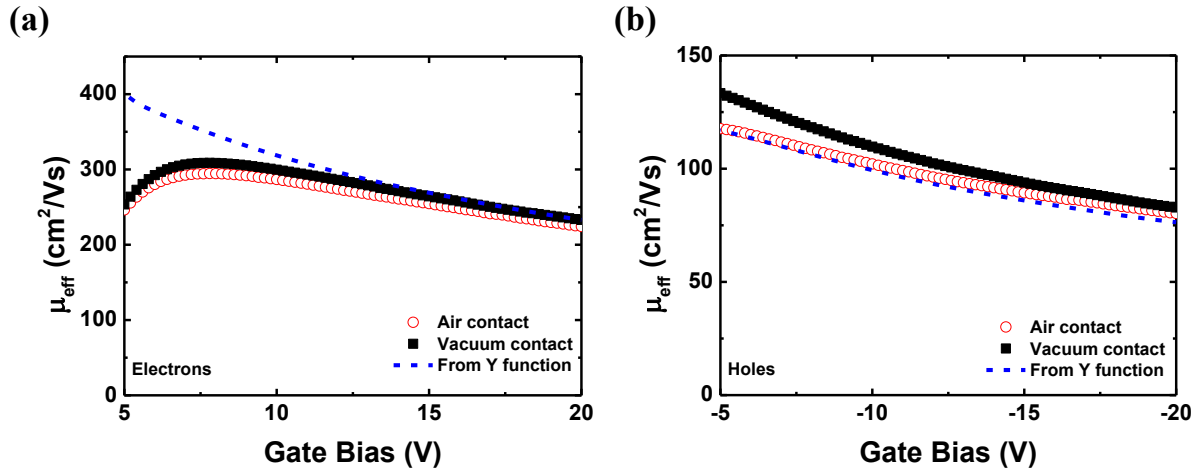 (a)
μeff (cm²/Vs)
400
300
200
100
0
5
10
15
20
Gate Bias (V)
Electrons
Air contact
Vacuum contact
From Y function
(b)
μeff (cm²/Vs)
150
100
50
0
-5
-10
-15
-20
Gate Bias (V)
Holes
Air contact
Vacuum contact
From Y function